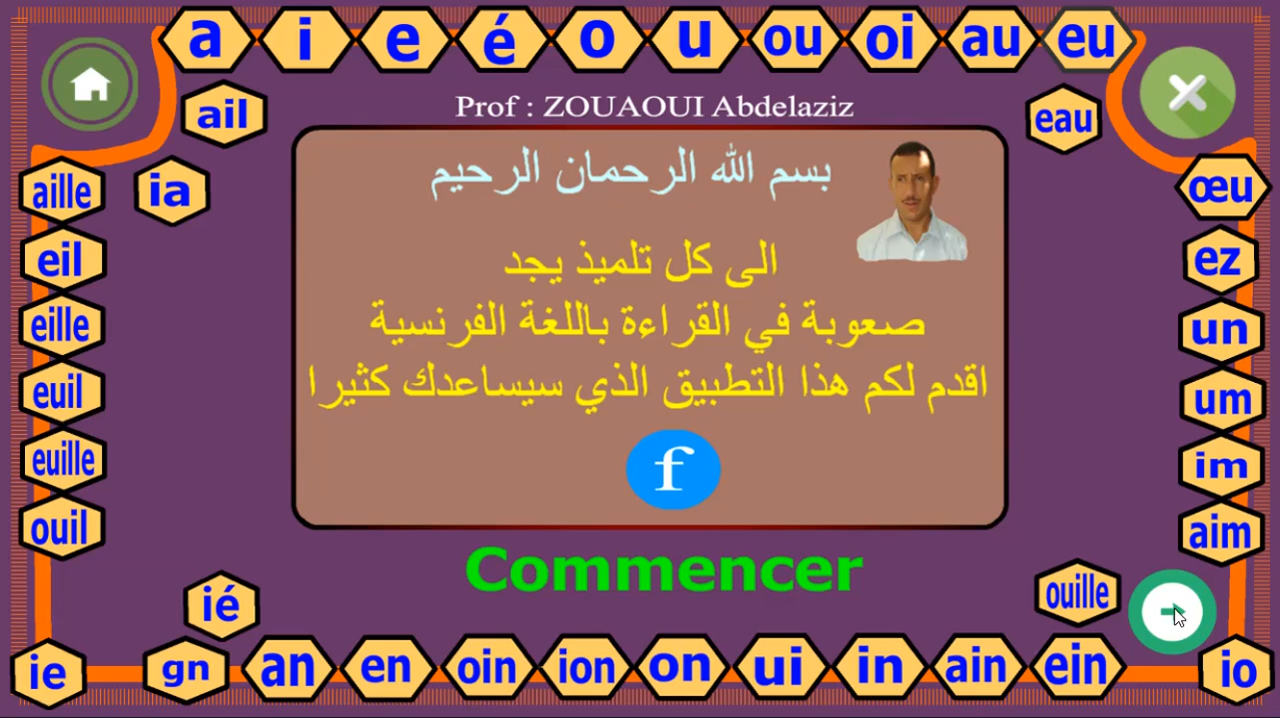 a i e é o u ou oi au eu
ail
Prof : ZOUAOUI Abdelaziz
eau
aille
ia
بسم الله الرحمان الرحيم
œu
eil
الى كل تلميذ يجد
ez
eille
صعوبة في القراءة باللغة الفرنسية
un
euil
اقدم لكم هذا التطبيق الذي سيساعدك كثيرا
um
euille
f
im
ouil
aim
Commencer
ié
ouille
ie gn an en oin ion on ui in ain ein io